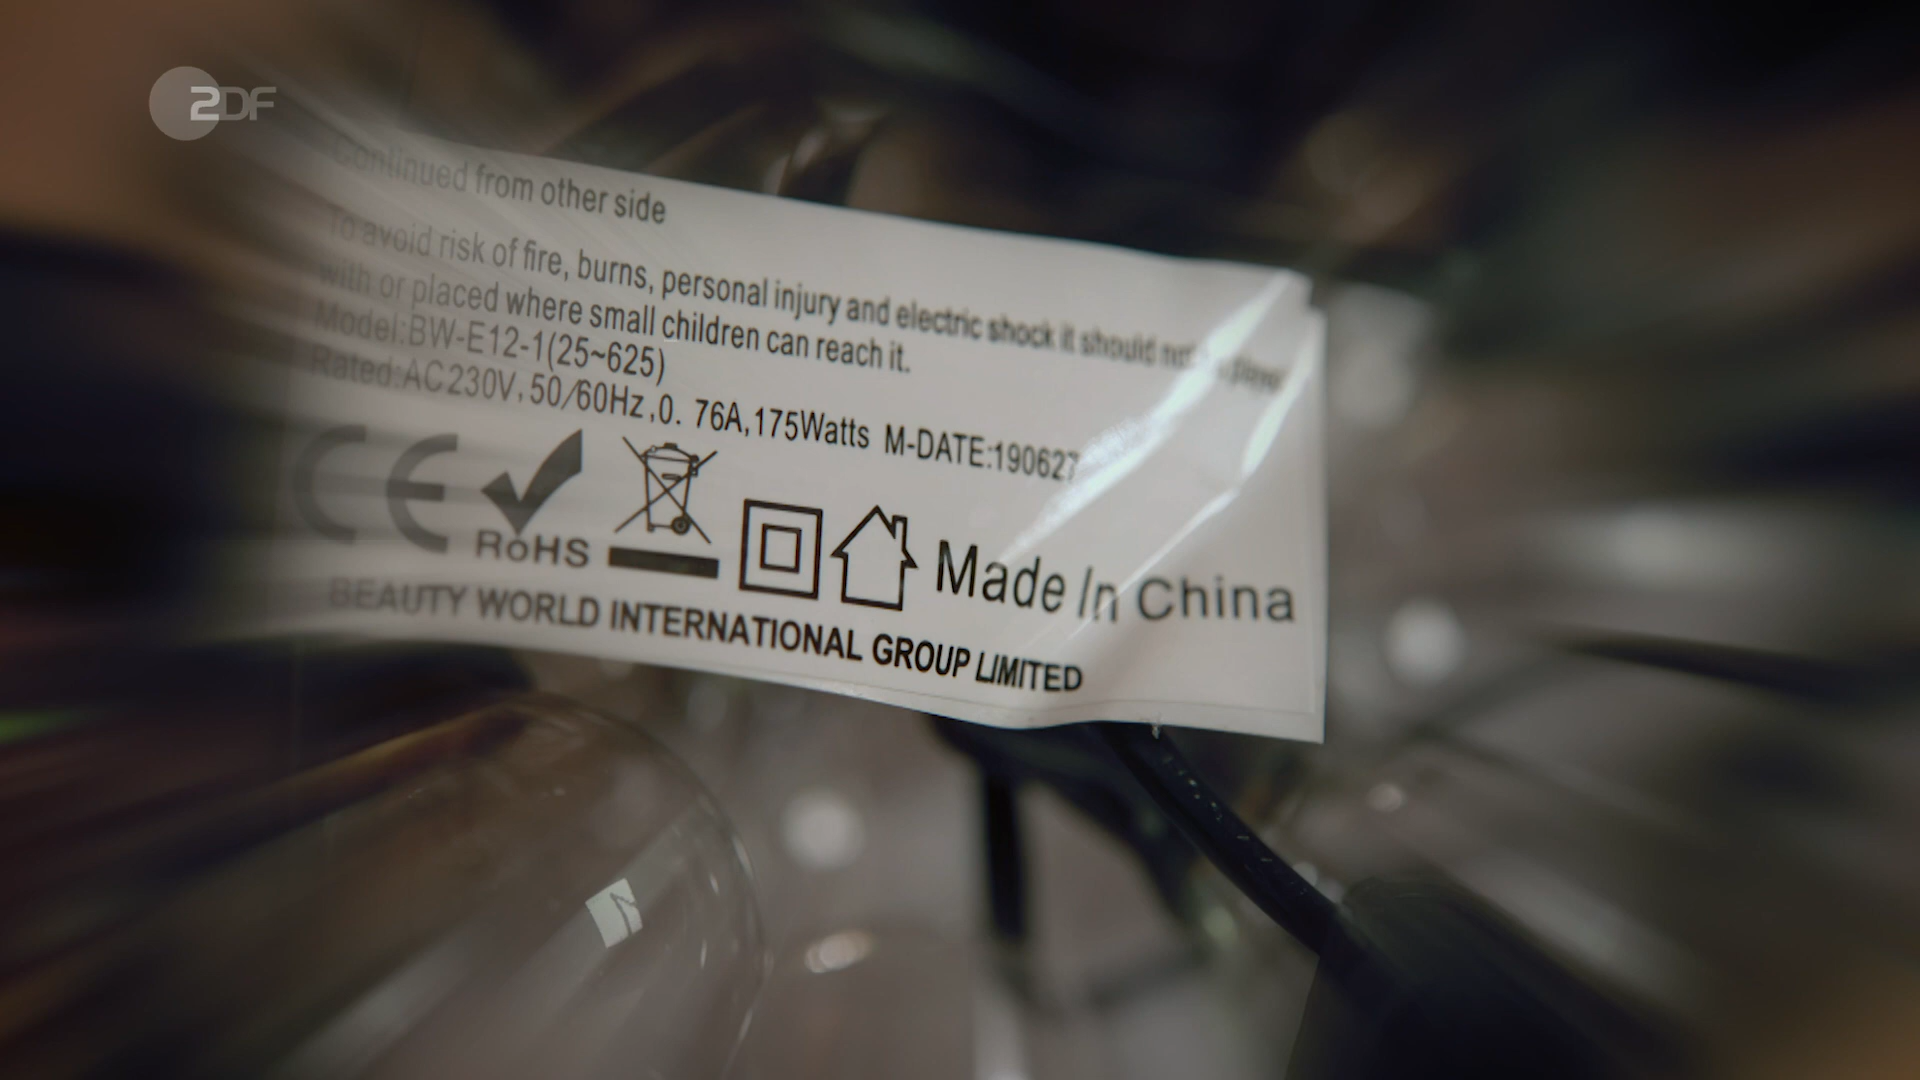 ZDF
Continued from other side
To avoid risk of fire, burns, personal injury and electric shock it should not
with or placed where small children can reach it.
Model:BW-E12-1(25~625)
Rated:AC230V, 50/60Hz ,0. 76A,175Watts M-DATE:190627
CE
RoHS
Made In China
BEAUTY WORLD INTERNATIONAL GROUP LIMITED